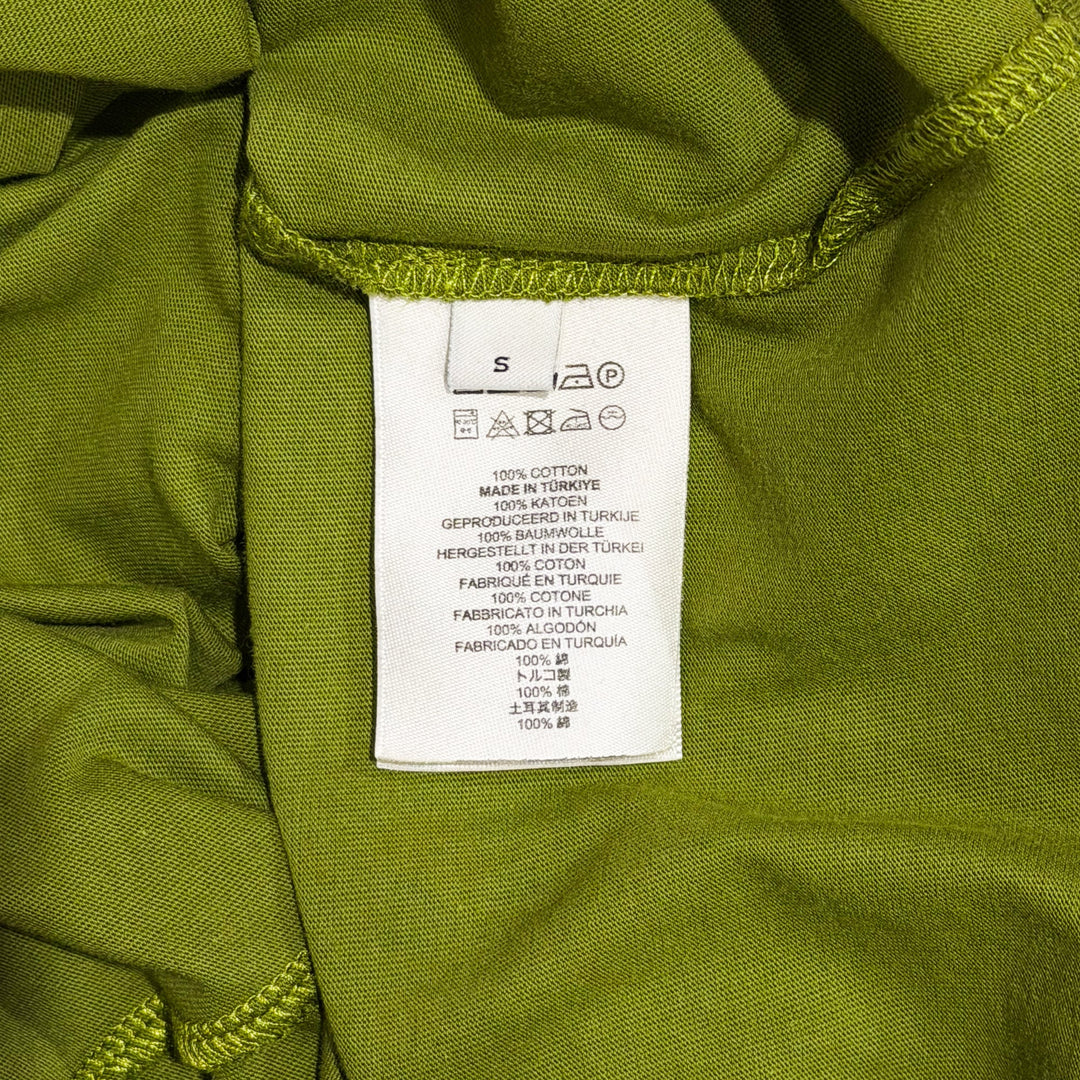 S
P
100% COTTON
MADE IN TÜRKIYE
100% KATOEN
GEPRODUCEERD IN TURKIJE
100% BAUMWOLLE
HERGESTELLT IN DER TÜRKEI
100% COTON
FABRIQUÉ EN TURQUIE
100% COTONE
FABBRICATO IN TURCHIA
100% ALGODÓN
FABRICADO EN TURQUÍA
100% 綿
トルコ製
100% 棉
土耳其制造
100% 綿